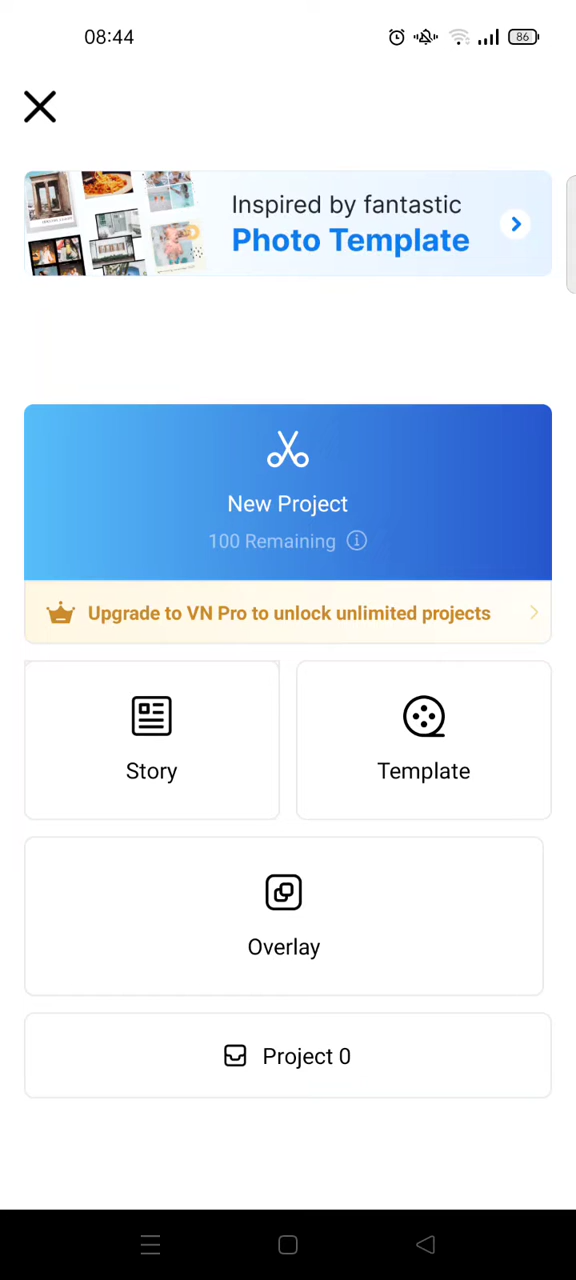 08:44
86
Inspired by fantastic
Photo Template
New Project
100 Remaining
Upgrade to VN Pro to unlock unlimited projects
Story
Template
Overlay
Project 0